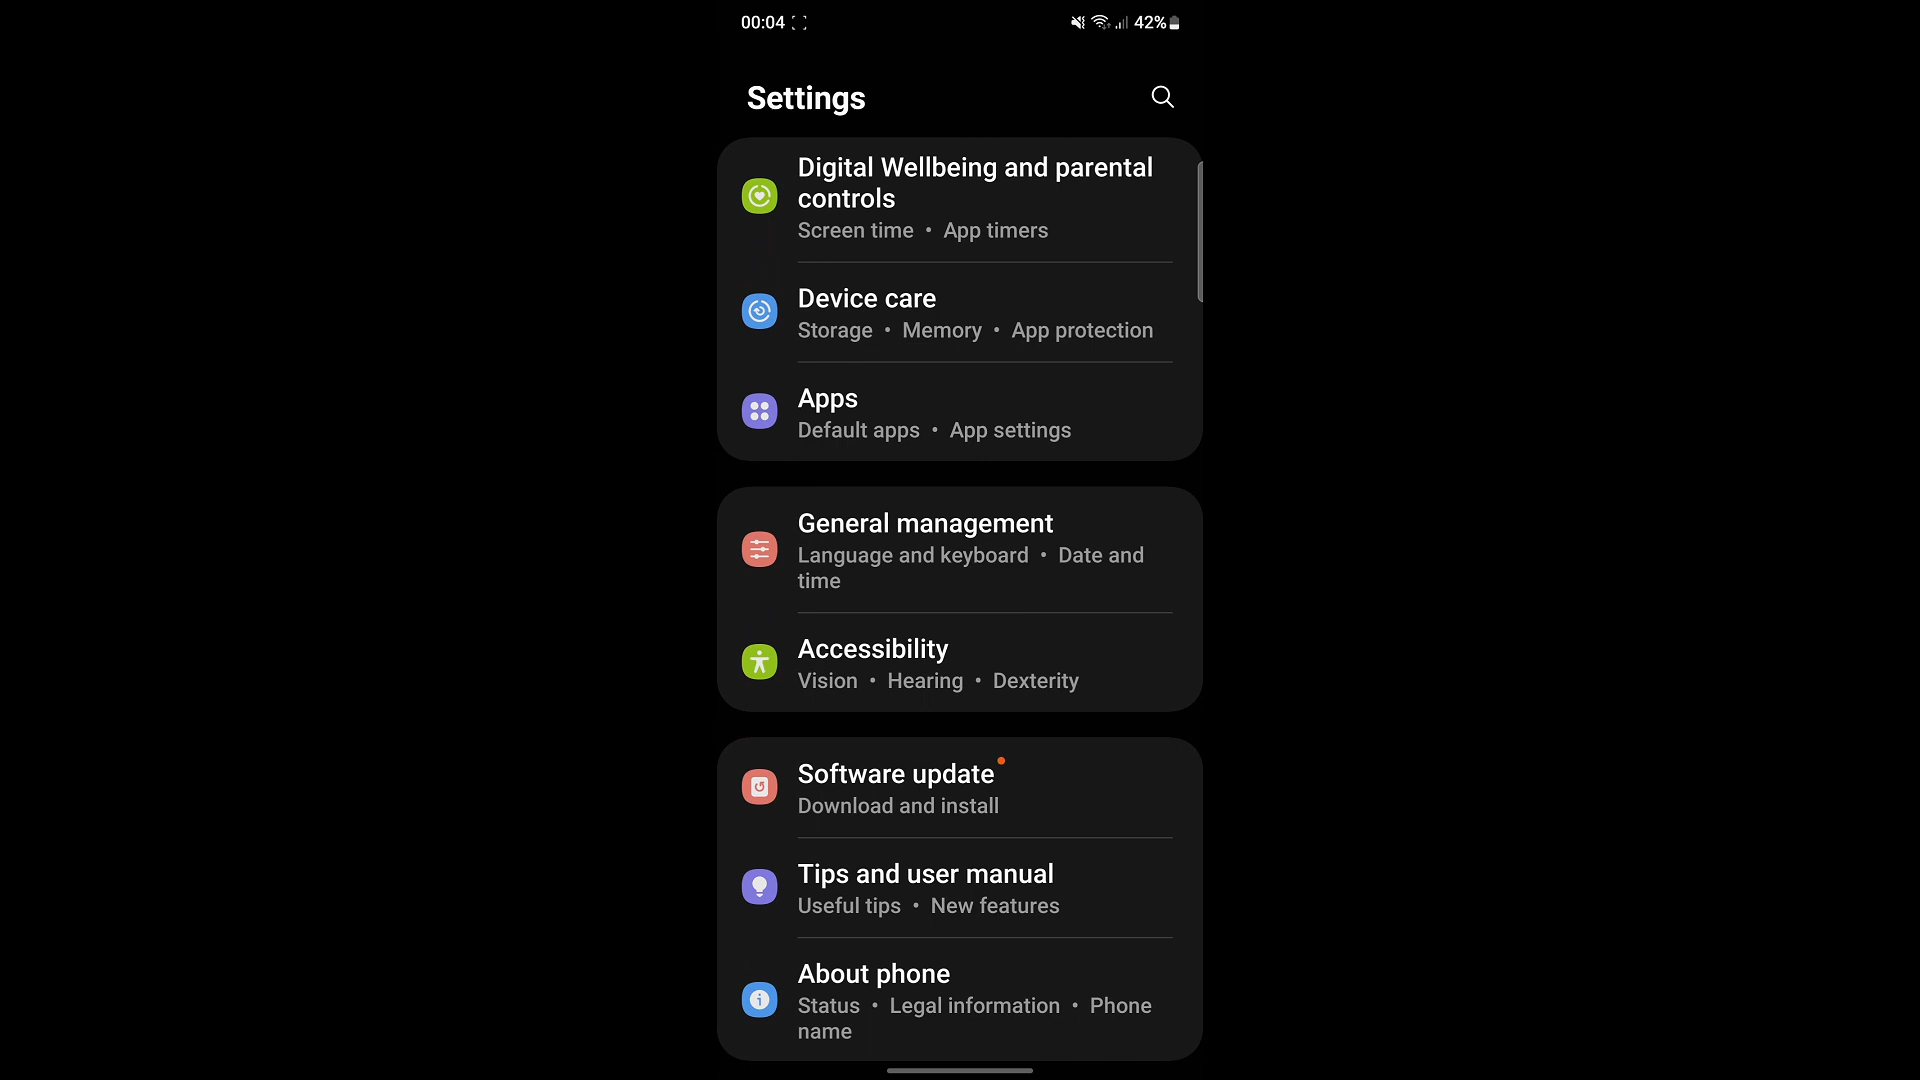 00:04 42%
Settings
Digital Wellbeing and parental
controls
Screen time • App timers
Device care
Storage • Memory • App protection
Apps
Default apps • App settings
General management
Language and keyboard • Date and
time
Accessibility
Vision • Hearing • Dexterity
Software update
Download and install
Tips and user manual
Useful tips • New features
About phone
Status • Legal information • Phone
name